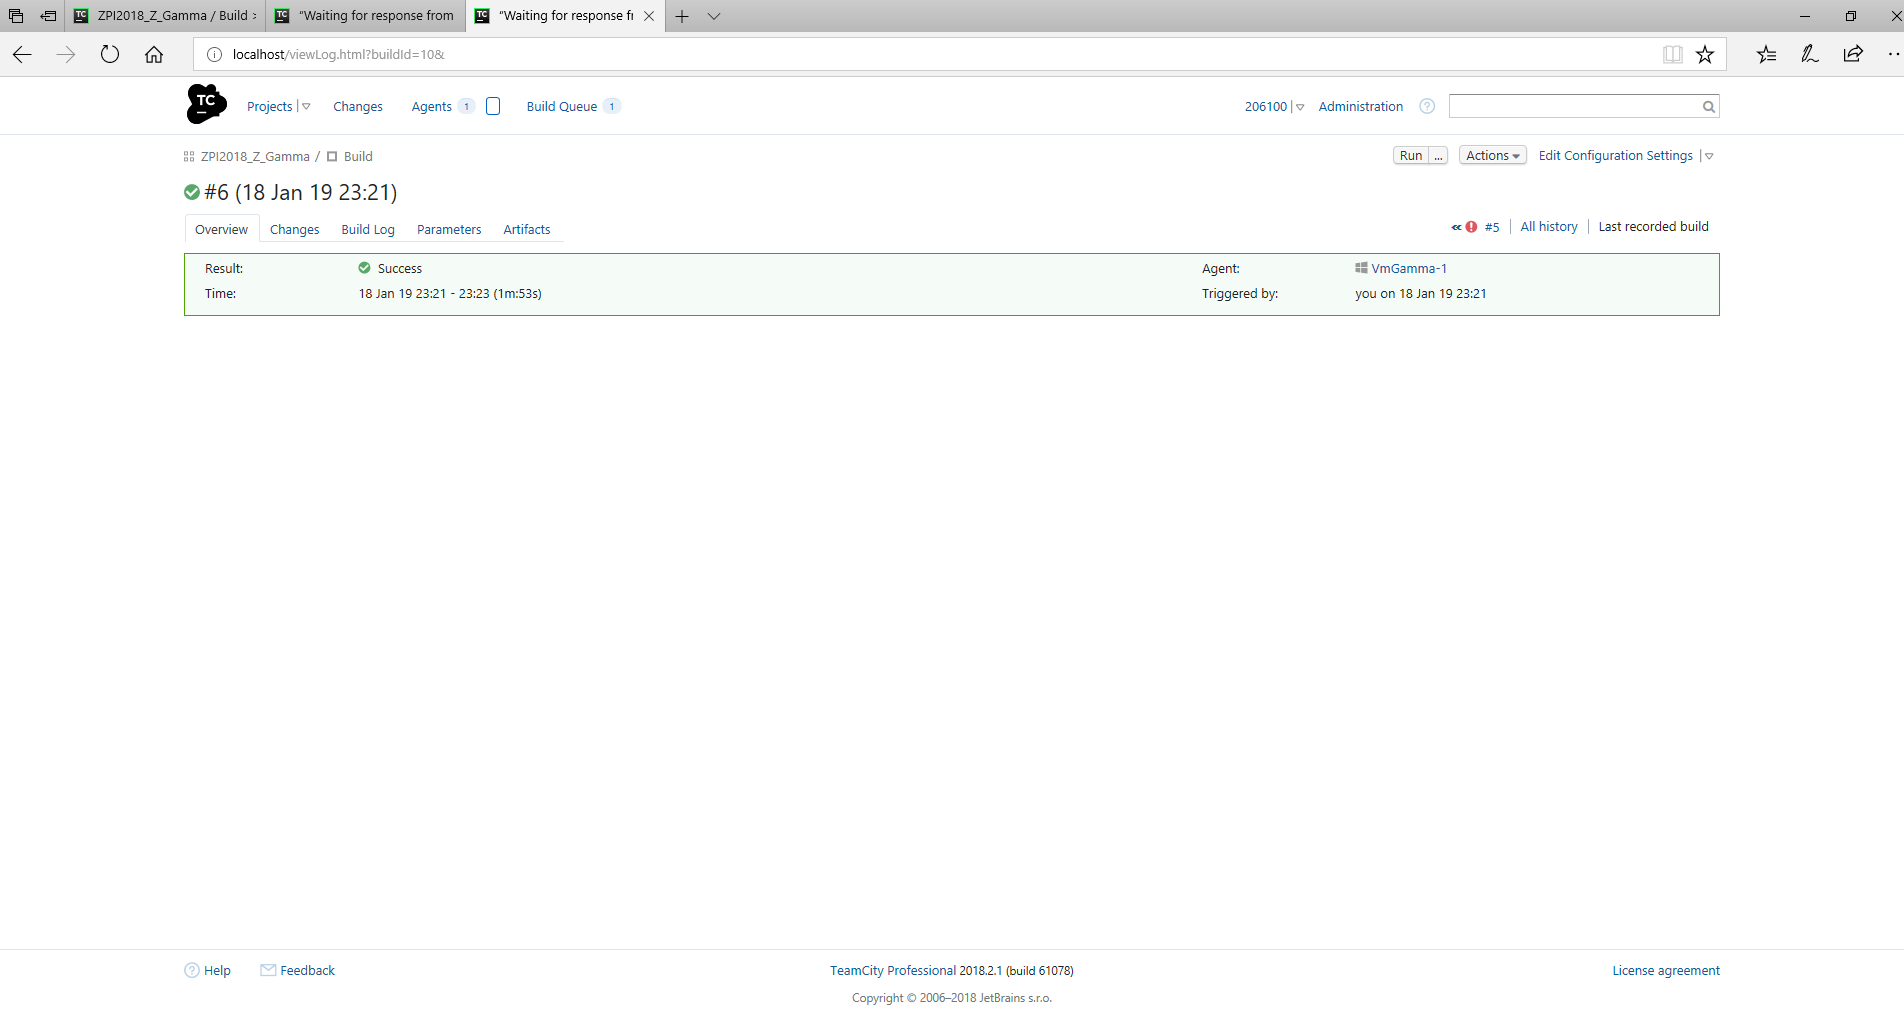 ZPI2018_Z_Gamma / Build >
"Waiting for response from
"Waiting for response fr
localhost/viewLog.html?buildId=10&
TC
Projects
Changes
Agents 1
Build Queue 1
206100
Administration
ZPI2018_Z_Gamma / Build
Run ...
Actions
Edit Configuration Settings
#6 (18 Jan 19 23:21)
Overview
Changes
Build Log
Parameters
Artifacts
#5
All history
Last recorded build
Result: Success
Agent: VmGamma-1
Time: 18 Jan 19 23:21 - 23:23 (1m:53s)
Triggered by: you on 18 Jan 19 23:21
Help
Feedback
TeamCity Professional 2018.2.1 (build 61078)
License agreement
Copyright © 2006–2018 JetBrains s.r.o.